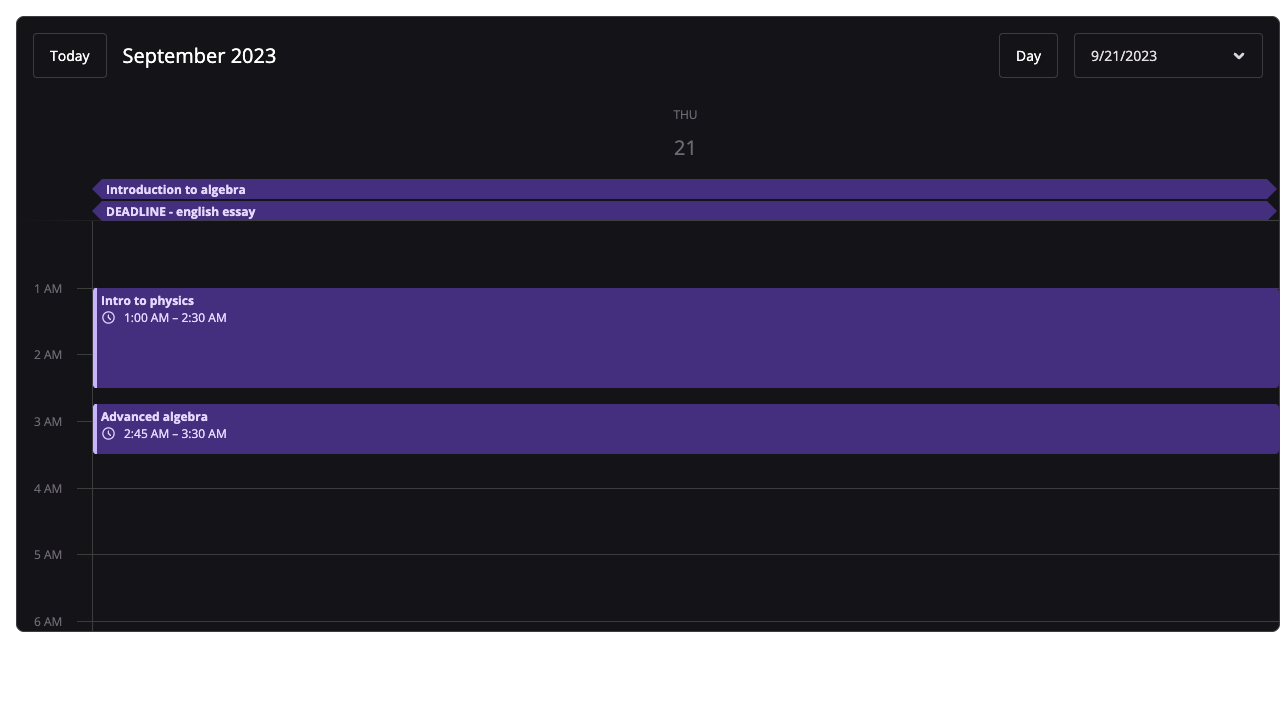 Today
September 2023
Day
9/21/2023
THU
21
Introduction to algebra
DEADLINE - english essay
1 AM
Intro to physics
1:00 AM – 2:30 AM
2 AM
Advanced algebra
3 AM
2:45 AM – 3:30 AM
4 AM
5 AM
6 AM